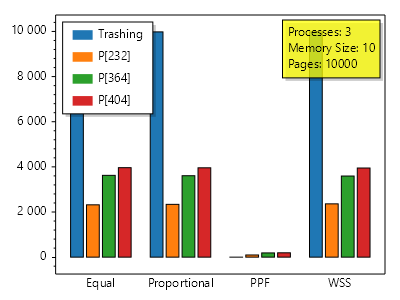 Trashing
P[232]
P[364]
P[404]
Processes: 3
Memory Size: 10
Pages: 10000
10 000
8 000
6 000
4 000
2 000
0
Equal
Proportional
PPF
WSS